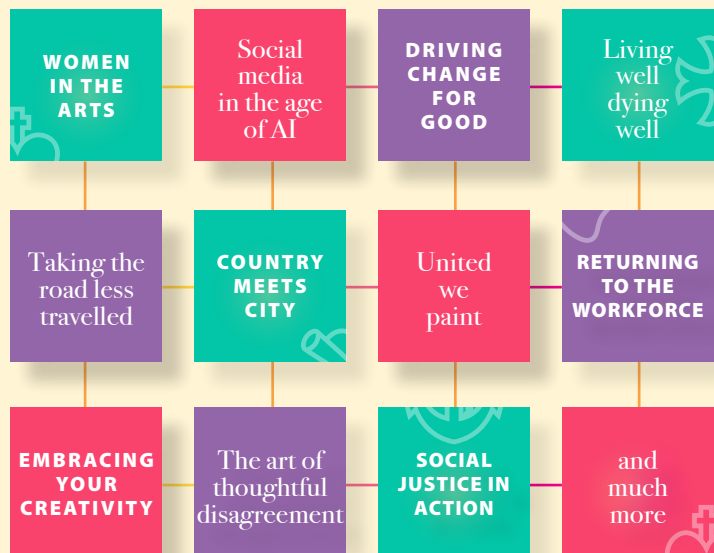 WOMEN
IN THE
ARTS
Social
media
in the age
of AI
DRIVING
CHANGE
FOR
GOOD
Living
well
dying
well
Taking the
road less
travelled
COUNTRY
MEETS
CITY
United
we
paint
RETURNING
TO THE
WORKFORCE
EMBRACING
YOUR
CREATIVITY
The art of
thoughtful
disagreement
SOCIAL
JUSTICE IN
ACTION
and
much
more